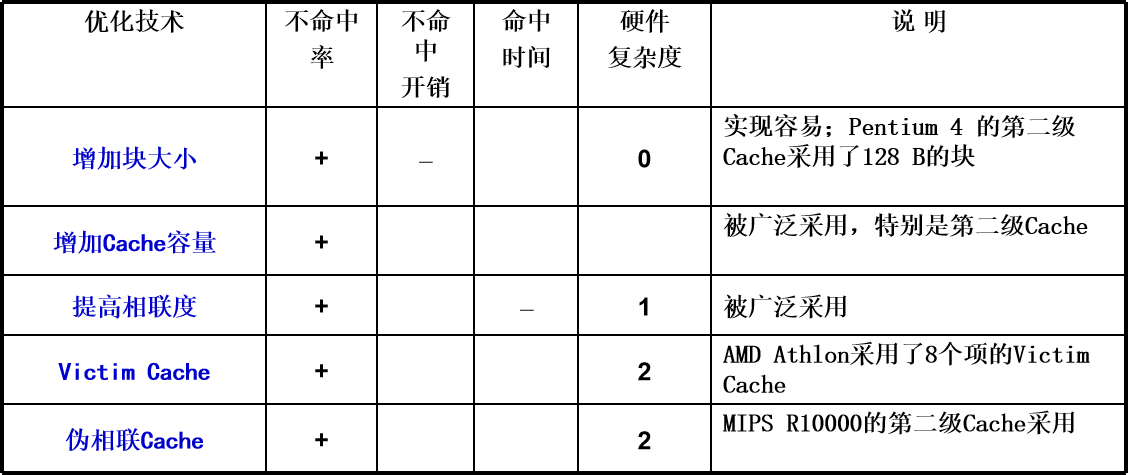 优化技术
不命中
率
不命
中
开销
命中
时间
硬件
复杂度
说 明
增加块大小
+
–
0
实现容易；Pentium 4 的第二级
Cache采用了128 B的块
增加Cache容量
+
被广泛采用，特别是第二级Cache
提高相联度
+
–
1
被广泛采用
Victim Cache
+
2
AMD Athlon采用了8个项的Victim
Cache
伪相联Cache
+
2
MIPS R10000的第二级Cache采用